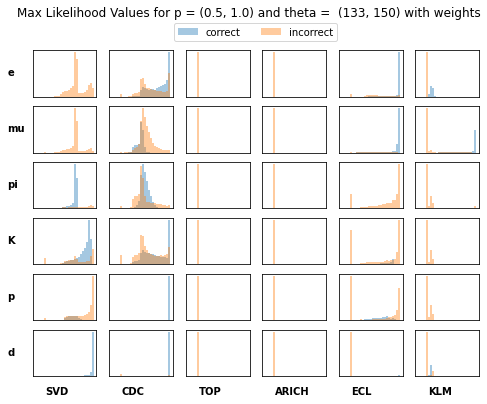 Max Likelihood Values for p = (0.5, 1.0) and theta =  (133, 150) with weights
correct incorrect
e
mu
pi
K
p
d
SVD CDC TOP ARICH ECL KLM